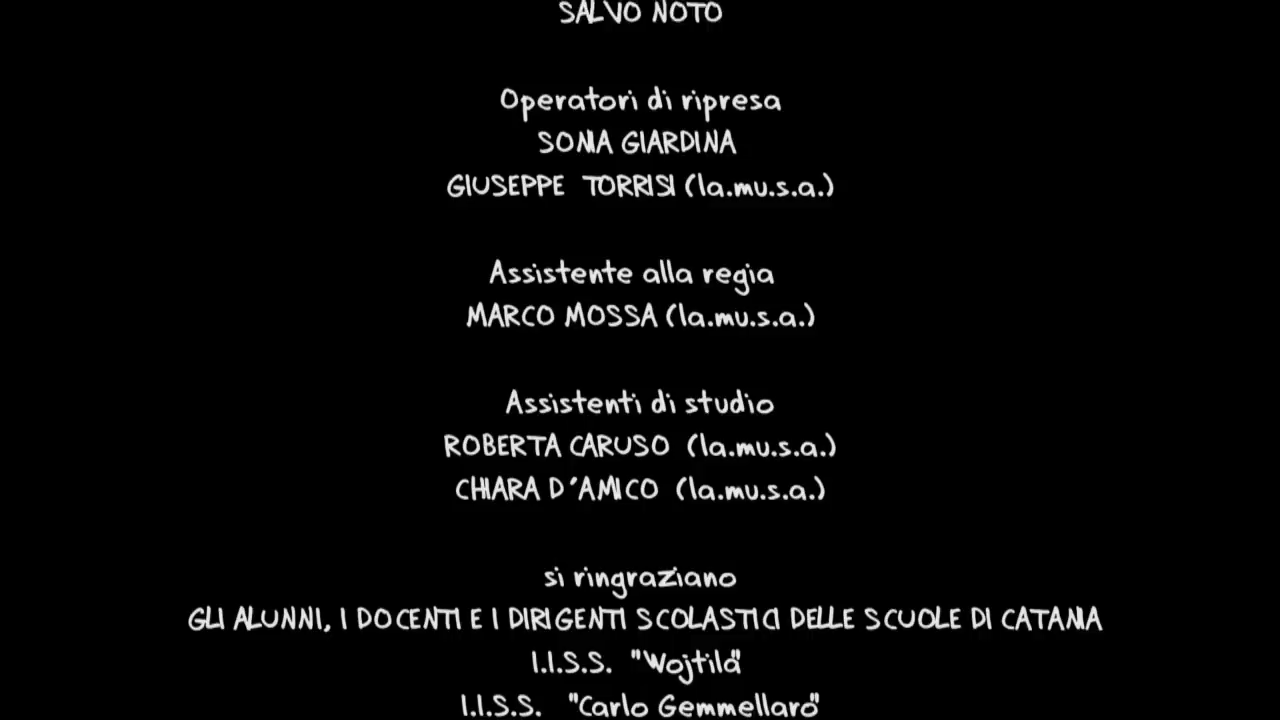 SALVO NOTO
Operatori di ripresa
SONIA GIARDINA
GIUSEPPE TORRISI (la.mu.s.a.)
Assistente alla regia
MARCO MOSSA (la.mu.s.a.)
Assistenti di studio
ROBERTA CARUSO (la.mu.s.a.)
CHIARA D'AMICO (la.mu.s.a.)
si ringraziano
GLI ALUNNI, I DOCENTI E I DIRIGENTI SCOLASTICI DELLE SCUOLE DI CATANIA
I.I.S.S. "Wojtila"
I.I.S.S. "Carlo Gemmellaro"